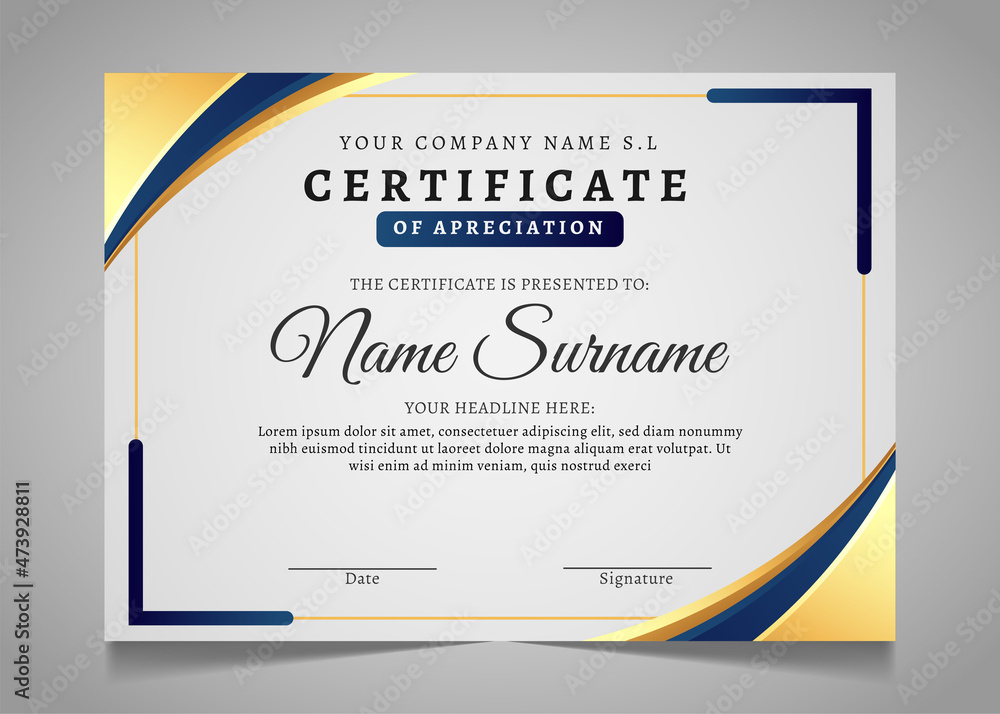 YOUR COMPANY NAME S.L
CERTIFICATE
OF APRECIATION
THE CERTIFICATE IS PRESENTED TO:
Name Surname
YOUR HEADLINE HERE:
Lorem ipsum dolor sit amet, consectetuer adipiscing elit, sed diam nonummy
nibh euismod tincidunt ut laoreet dolore magna aliquam erat volutpat. Ut
wisi enim ad minim veniam, quis nostrud exerci
Date
Signature
Adobe Stock | #473928811